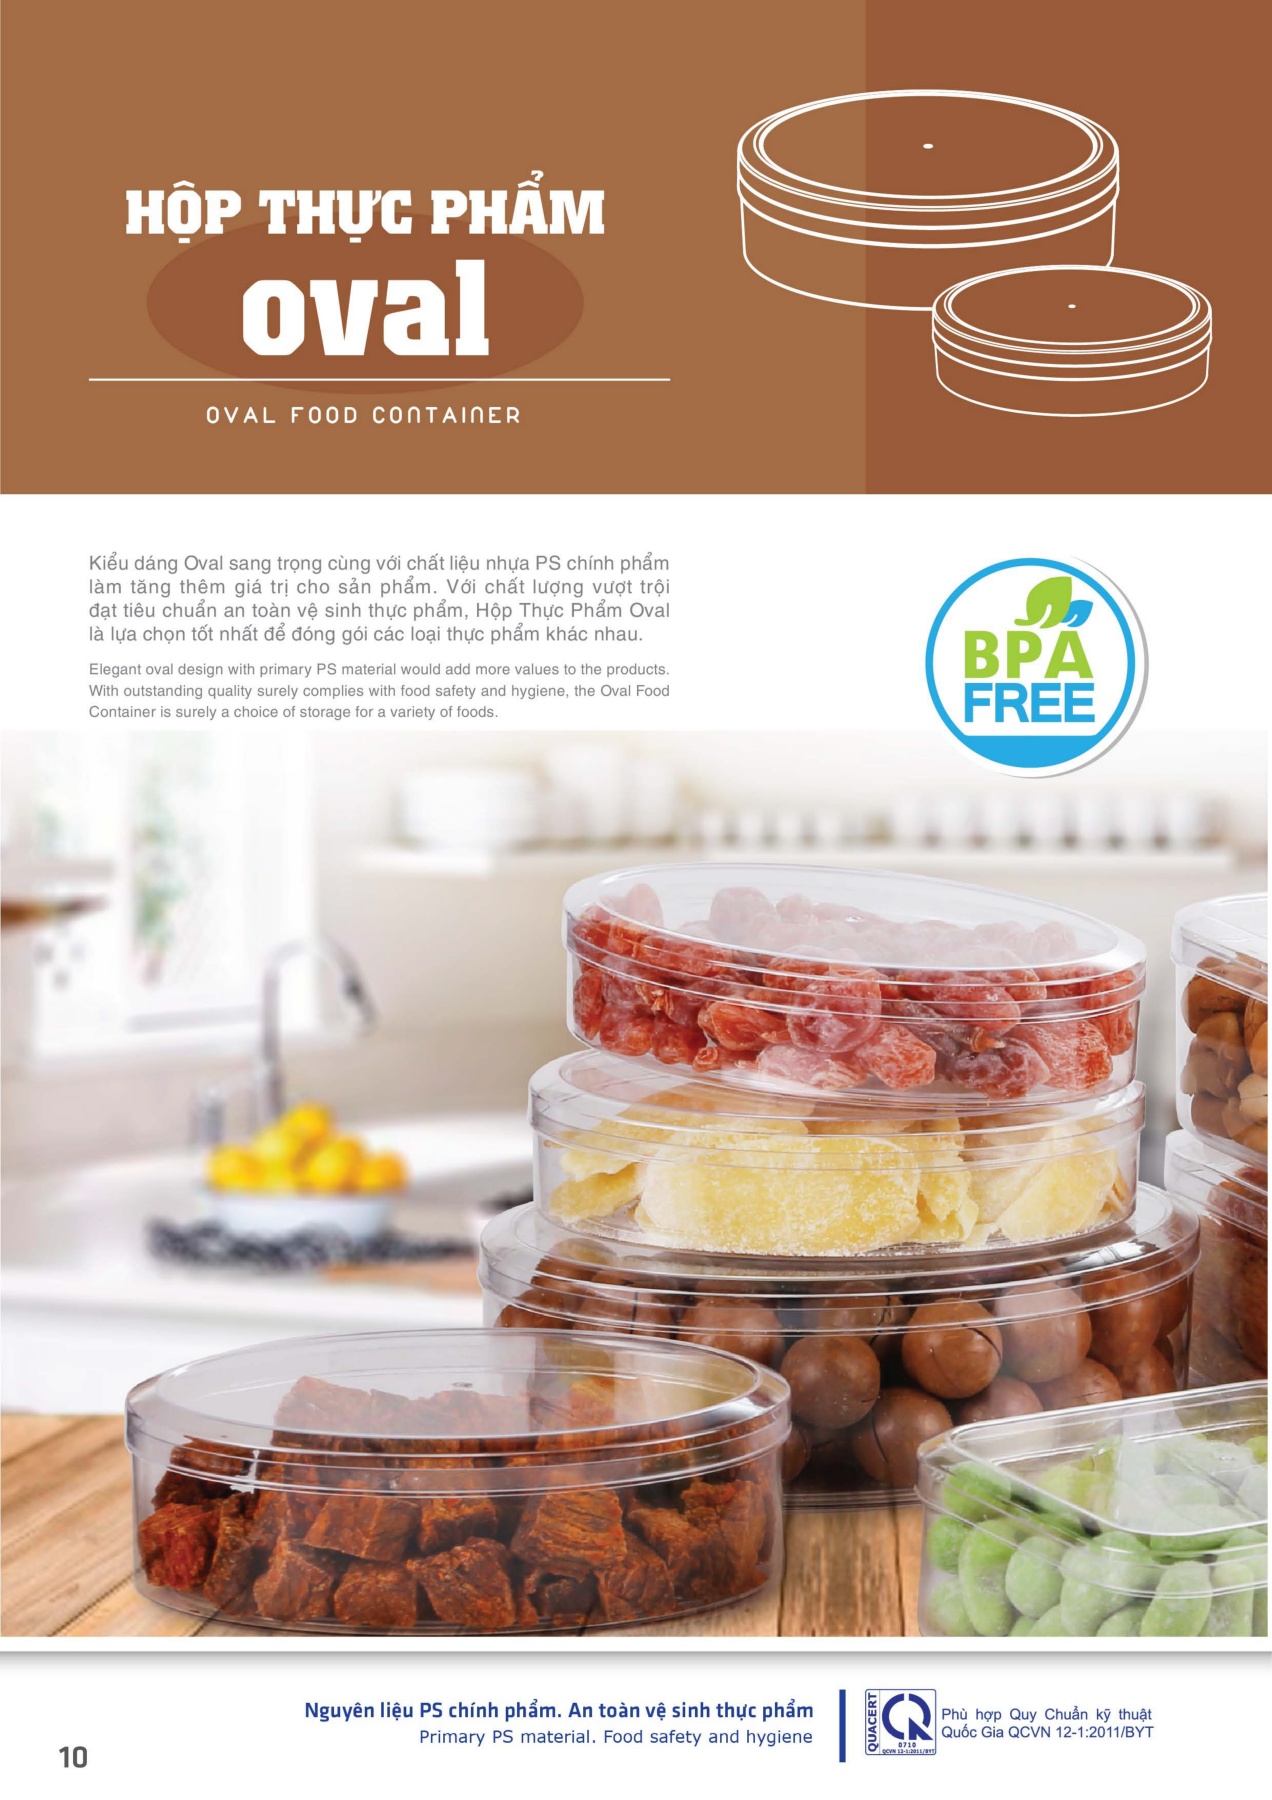 HỘP THỰC PHẨM
oval
OVAL FOOD CONTAINER
Kiểu dáng Oval sang trọng cùng với chất liệu nhựa PS chính phẩm
làm tăng thêm giá trị cho sản phẩm. Với chất lượng vượt trội
đạt tiêu chuẩn an toàn vệ sinh thực phẩm, Hộp Thực Phẩm Oval
là lựa chọn tốt nhất để đóng gói các loại thực phẩm khác nhau.
Elegant oval design with primary PS material would add more values to the products.
With outstanding quality surely complies with food safety and hygiene, the Oval Food
Container is surely a choice of storage for a variety of foods.
BPA
FREE
Nguyên liệu PS chính phẩm. An toàn vệ sinh thực phẩm
Primary PS material. Food safety and hygiene
QUACERT
0710
QCVN 12-1:2011/BYT
Phù hợp Quy Chuẩn kỹ thuật
Quốc Gia QCVN 12-1:2011/BYT
10